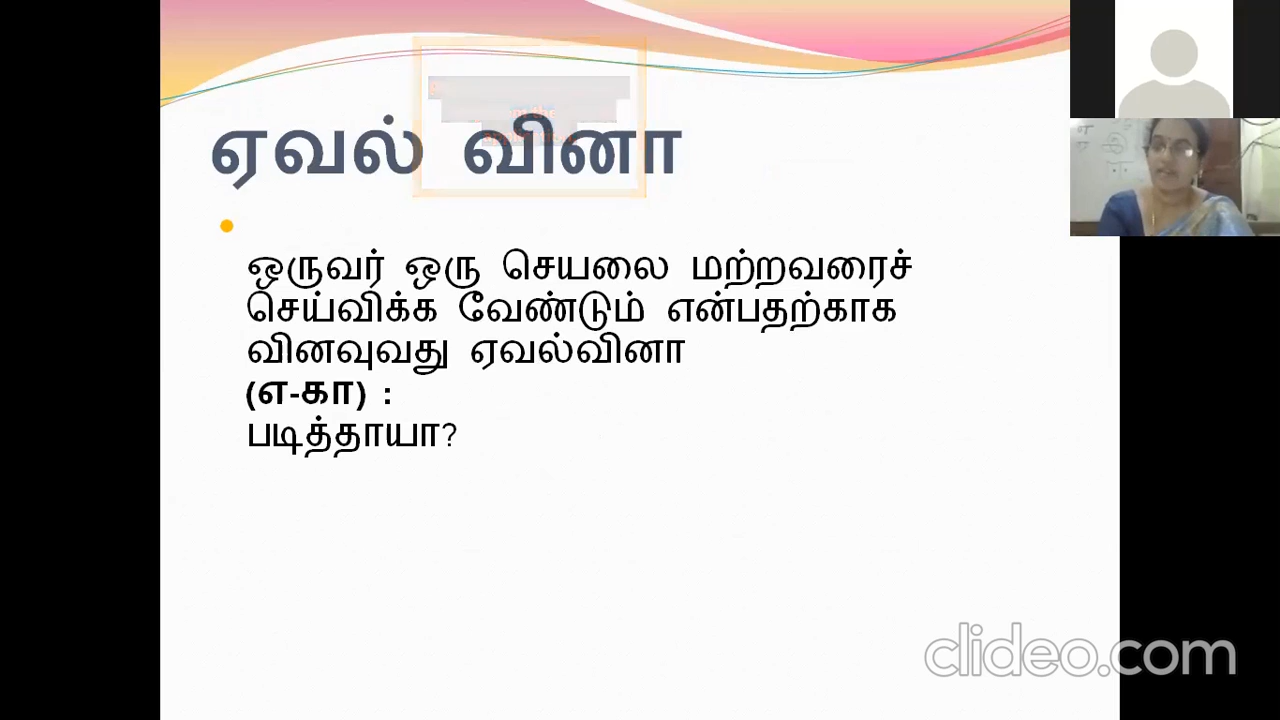 ஏவல் வினா
ஒருவர் ஒரு செயலை மற்றவரைச்
செய்விக்க வேண்டும் என்பதற்காக
வினவுவது ஏவல்வினா
(எ-கா) :
படித்தாயா?
clideo.com